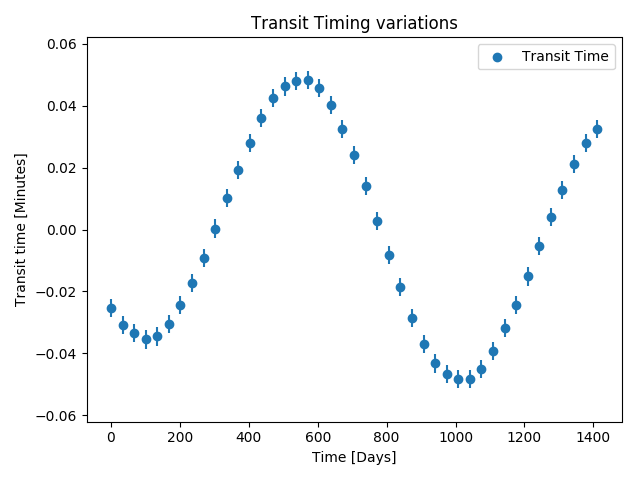 Transit Timing variations
Transit Time
0.06
0.04
0.02
0.00
−0.02
−0.04
−0.06
Transit time [Minutes]
0 200 400 600 800 1000 1200 1400
Time [Days]